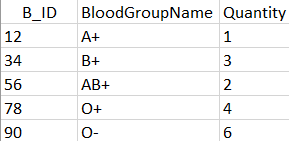 B_ID BloodGroupName Quantity
12 A+ 1
34 B+ 3
56 AB+ 2
78 O+ 4
90 O- 6